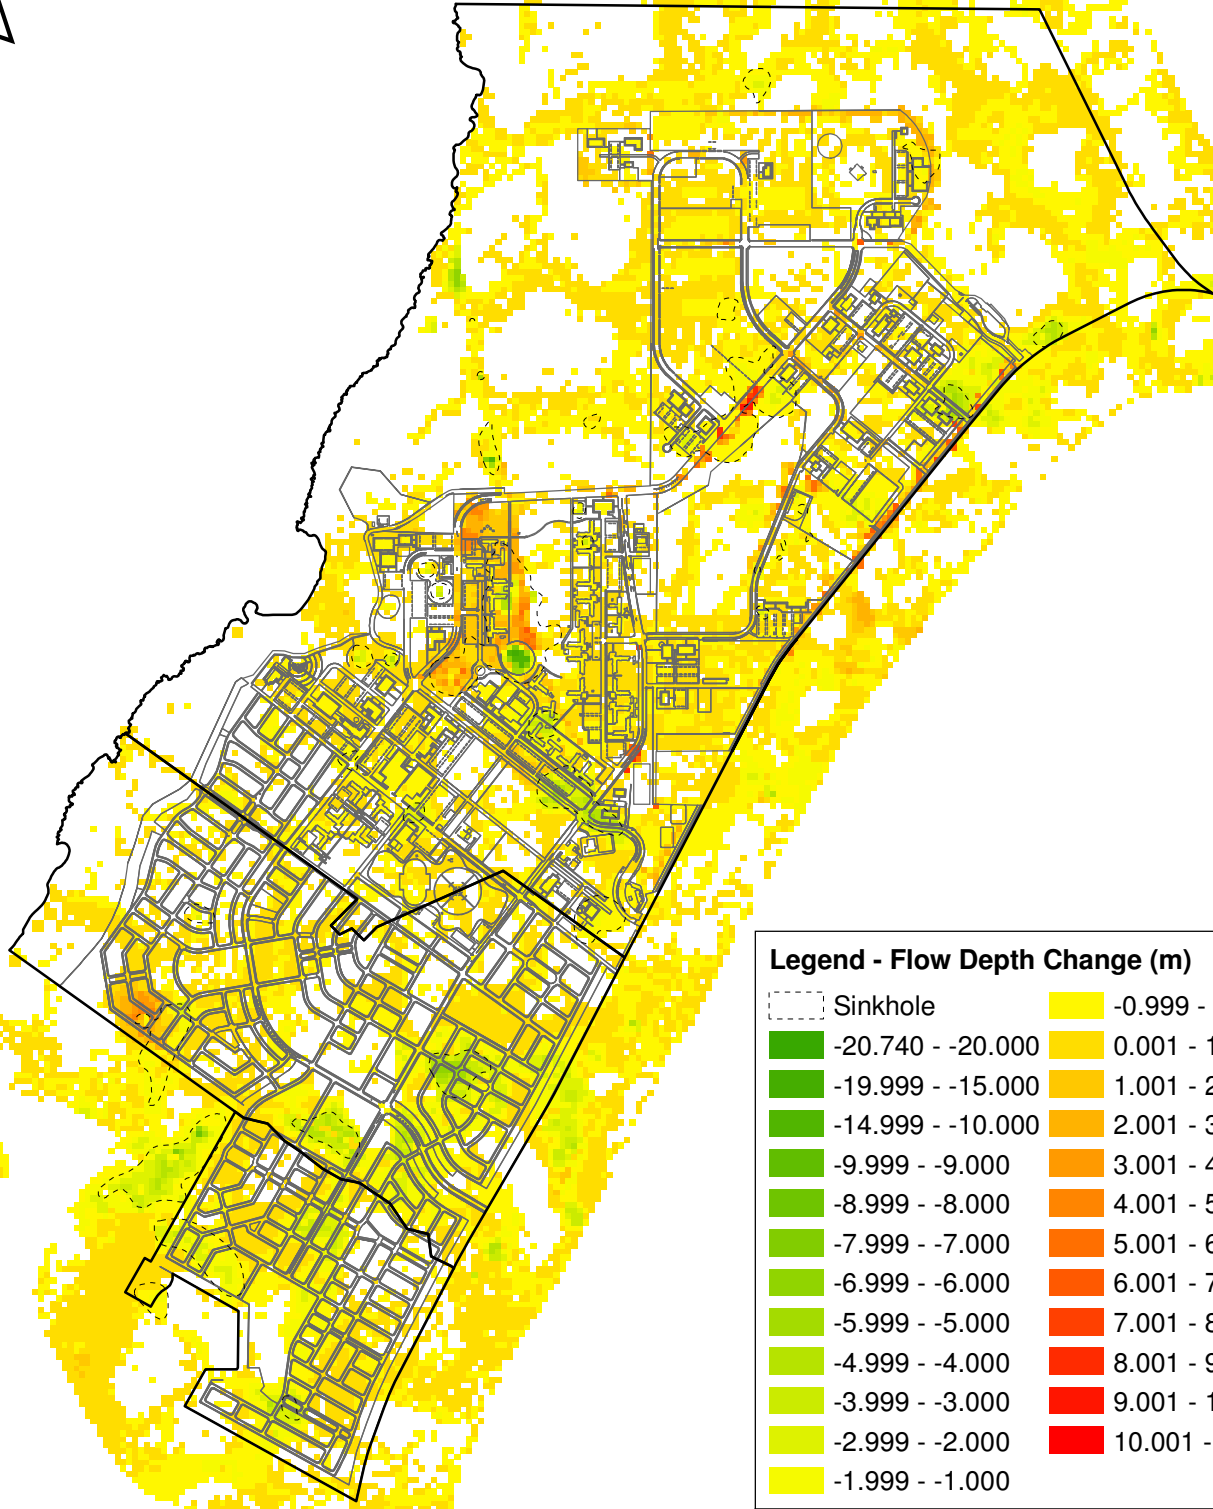 Legend - Flow Depth Change (m)
Sinkhole
-20.740 - -20.000
-19.999 - -15.000
-14.999 - -10.000
-9.999 - -9.000
-8.999 - -8.000
-7.999 - -7.000
-6.999 - -6.000
-5.999 - -5.000
-4.999 - -4.000
-3.999 - -3.000
-2.999 - -2.000
-1.999 - -1.000
-0.999 -
0.001 - 1
1.001 - 2
2.001 - 3
3.001 - 4
4.001 - 5
5.001 - 6
6.001 - 7
7.001 - 8
8.001 - 9
9.001 - 1
10.001 -